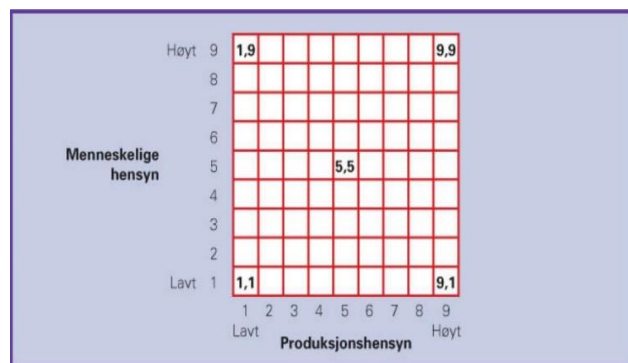 Høyt 9 1,9 9,9
8
7
6
Menneskelige
hensyn
5 5,5
4
3
2
Lavt 1 1,1 9,1
1 2 3 4 5 6 7 8 9
Lavt Høyt
Produksjonshensyn